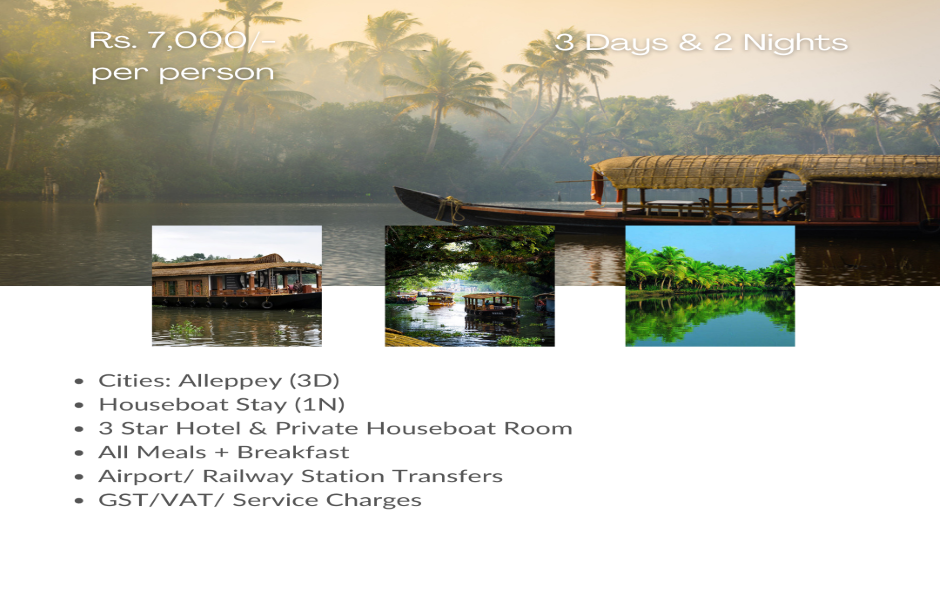 Rs. 7,000/-
per person
3 Days & 2 Nights
• Cities: Alleppey (3D)
• Houseboat Stay (1N)
• 3 Star Hotel & Private Houseboat Room
• All Meals + Breakfast
• Airport/ Railway Station Transfers
• GST/VAT/ Service Charges